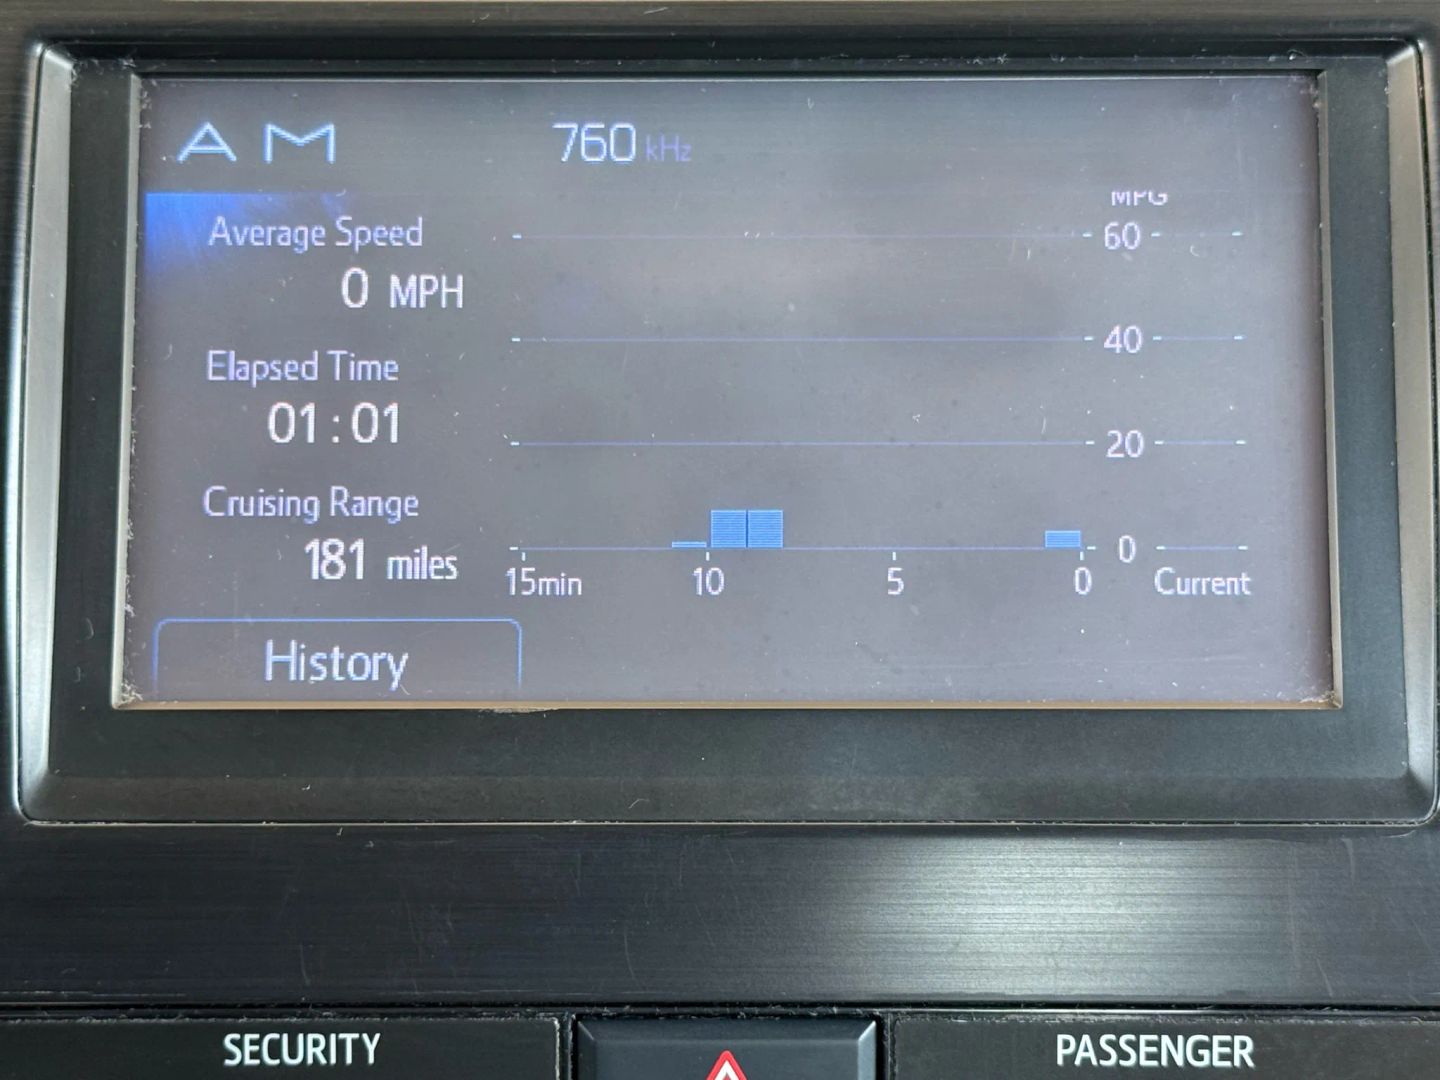 AM 760 kHz
MPG
Average Speed
0 MPH
60
Elapsed Time
01:01
40
20
Cruising Range
181 miles
0
15min 10 5 0 Current
History
SECURITY
PASSENGER